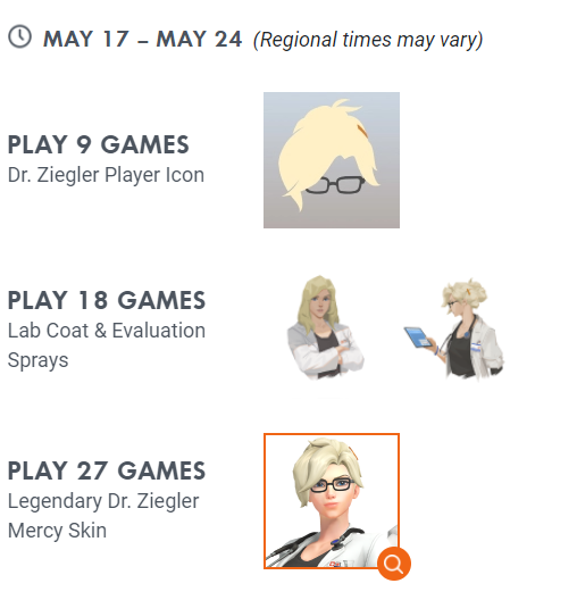 MAY 17 – MAY 24 (Regional times may vary)
PLAY 9 GAMES
Dr. Ziegler Player Icon
PLAY 18 GAMES
Lab Coat & Evaluation
Sprays
PLAY 27 GAMES
Legendary Dr. Ziegler
Mercy Skin